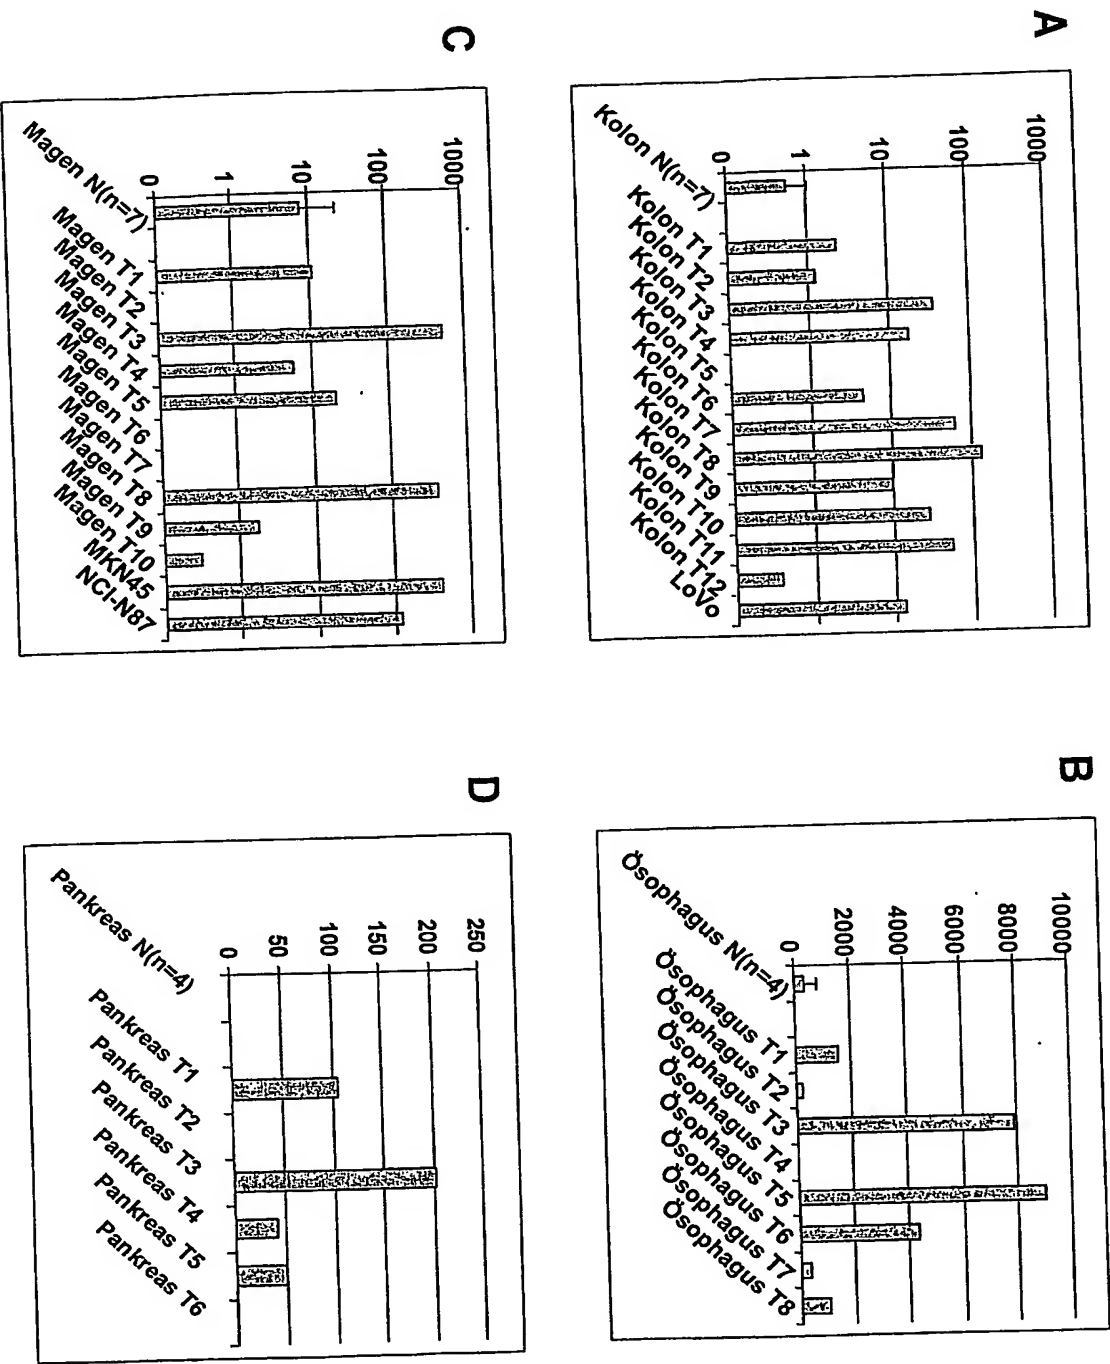 A
1000
100
10
1
0
Kolon N(n=7)
Kolon T1
Kolon T2
Kolon T3
Kolon T4
Kolon T5
Kolon T6
Kolon T7
Kolon T8
Kolon T9
Kolon T10
Kolon T11
Kolon T12
LoVo
B
10000
8000
6000
4000
2000
0
Ösophagus N(n=4)
Ösophagus T1
Ösophagus T2
Ösophagus T3
Ösophagus T4
Ösophagus T5
Ösophagus T6
Ösophagus T7
Ösophagus T8
C
1000
100
10
1
0
Magen N(n=7)
Magen T1
Magen T2
Magen T3
Magen T4
Magen T5
Magen T6
Magen T7
Magen T8
Magen T9
Magen T10
MKN45
NCI-N87
D
250
200
150
100
50
0
Pankreas N(n=4)
Pankreas T1
Pankreas T2
Pankreas T3
Pankreas T4
Pankreas T5
Pankreas T6